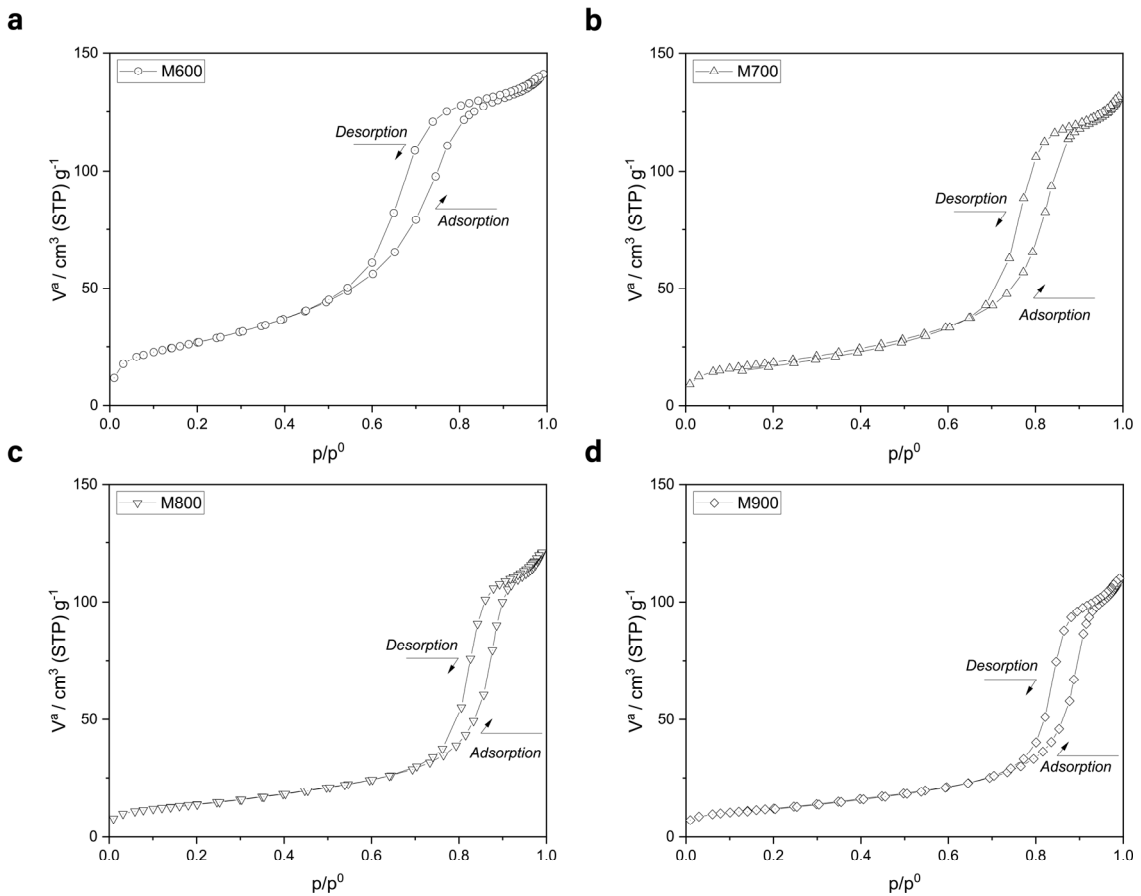 a
M600
Desorption
Adsorption
Vᵃ / cm³ (STP) g⁻¹
150
100
50
0
0.0 0.2 0.4 0.6 0.8 1.0
p/p⁰
b
M700
Desorption
Adsorption
Vᵃ / cm³ (STP) g⁻¹
150
100
50
0
0.0 0.2 0.4 0.6 0.8 1.0
p/p⁰
c
M800
Desorption
Adsorption
Vᵃ / cm³ (STP) g⁻¹
150
100
50
0
0.0 0.2 0.4 0.6 0.8 1.0
p/p⁰
d
M900
Desorption
Adsorption
Vᵃ / cm³ (STP) g⁻¹
150
100
50
0
0.0 0.2 0.4 0.6 0.8 1.0
p/p⁰